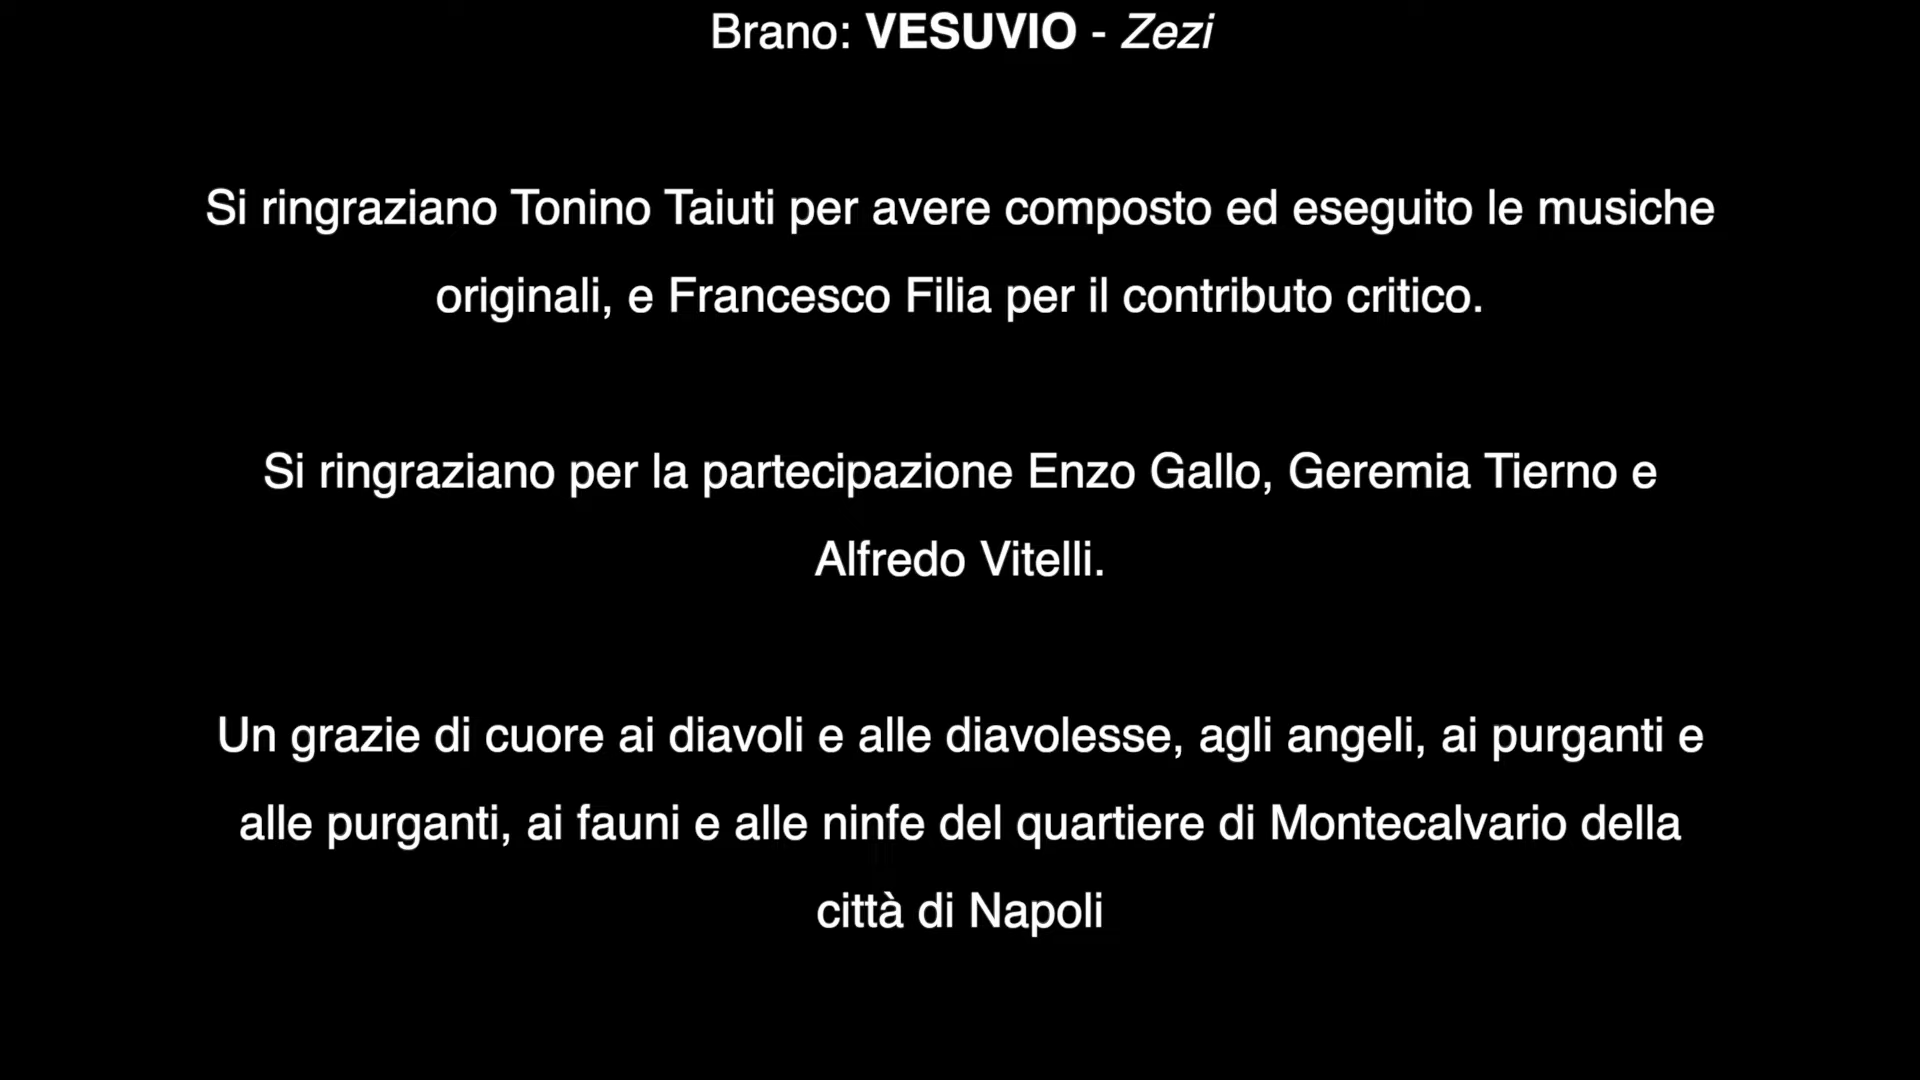 Brano: VESUVIO - Zezi
Si ringraziano Tonino Taiuti per avere composto ed eseguito le musiche
originali, e Francesco Filia per il contributo critico.
Si ringraziano per la partecipazione Enzo Gallo, Geremia Tierno e
Alfredo Vitelli.
Un grazie di cuore ai diavoli e alle diavolesse, agli angeli, ai purganti e
alle purganti, ai fauni e alle ninfe del quartiere di Montecalvario della
città di Napoli